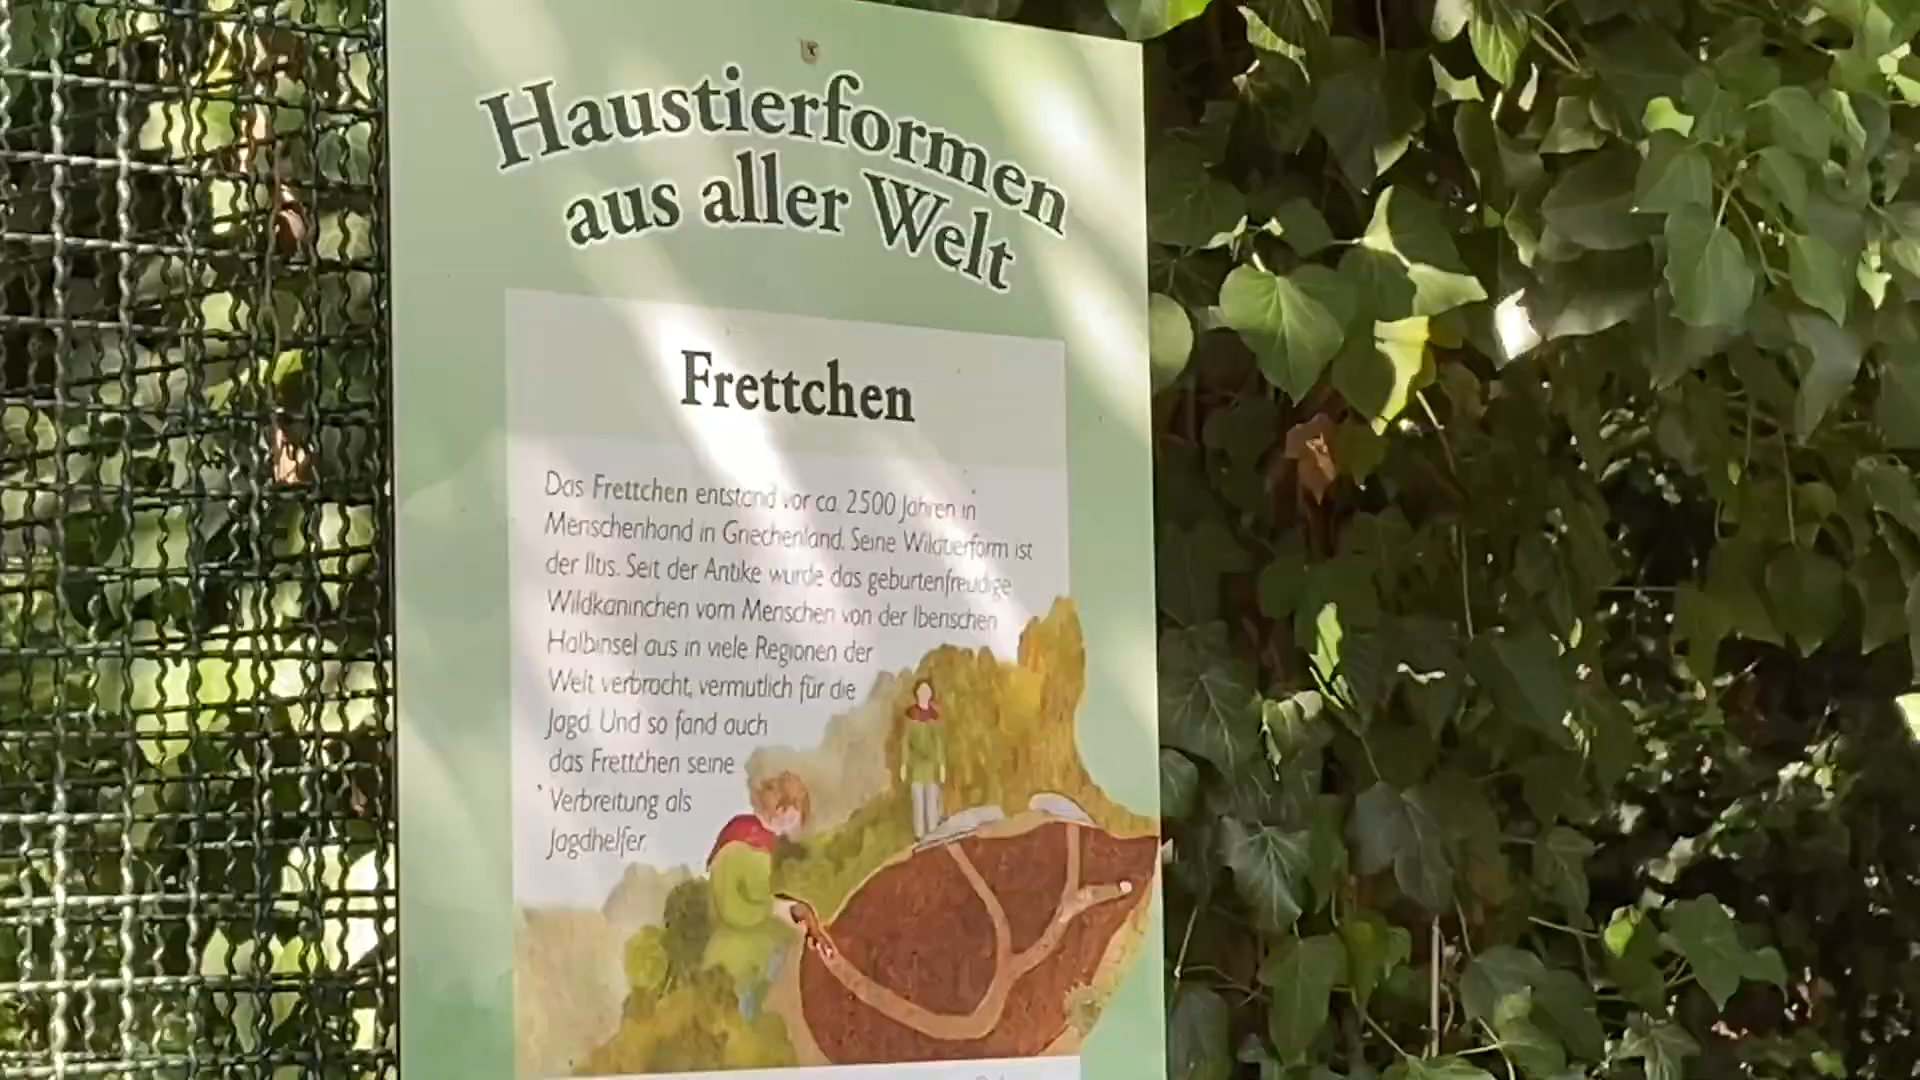 Haustierformen
aus aller Welt
Frettchen
Das Frettchen entstand vor ca. 2500 Jahren in
Menschenhand in Griechenland. Seine Wildtierform ist
der Iltis. Seit der Antike wurde das geburtenfreudige
Wildkaninchen vom Menschen von der Iberischen
Halbinsel aus in viele Regionen der
Welt verbracht, vermutlich für die
Jagd. Und so fand auch
das Frettchen seine
Verbreitung als
Jagdhelfer.